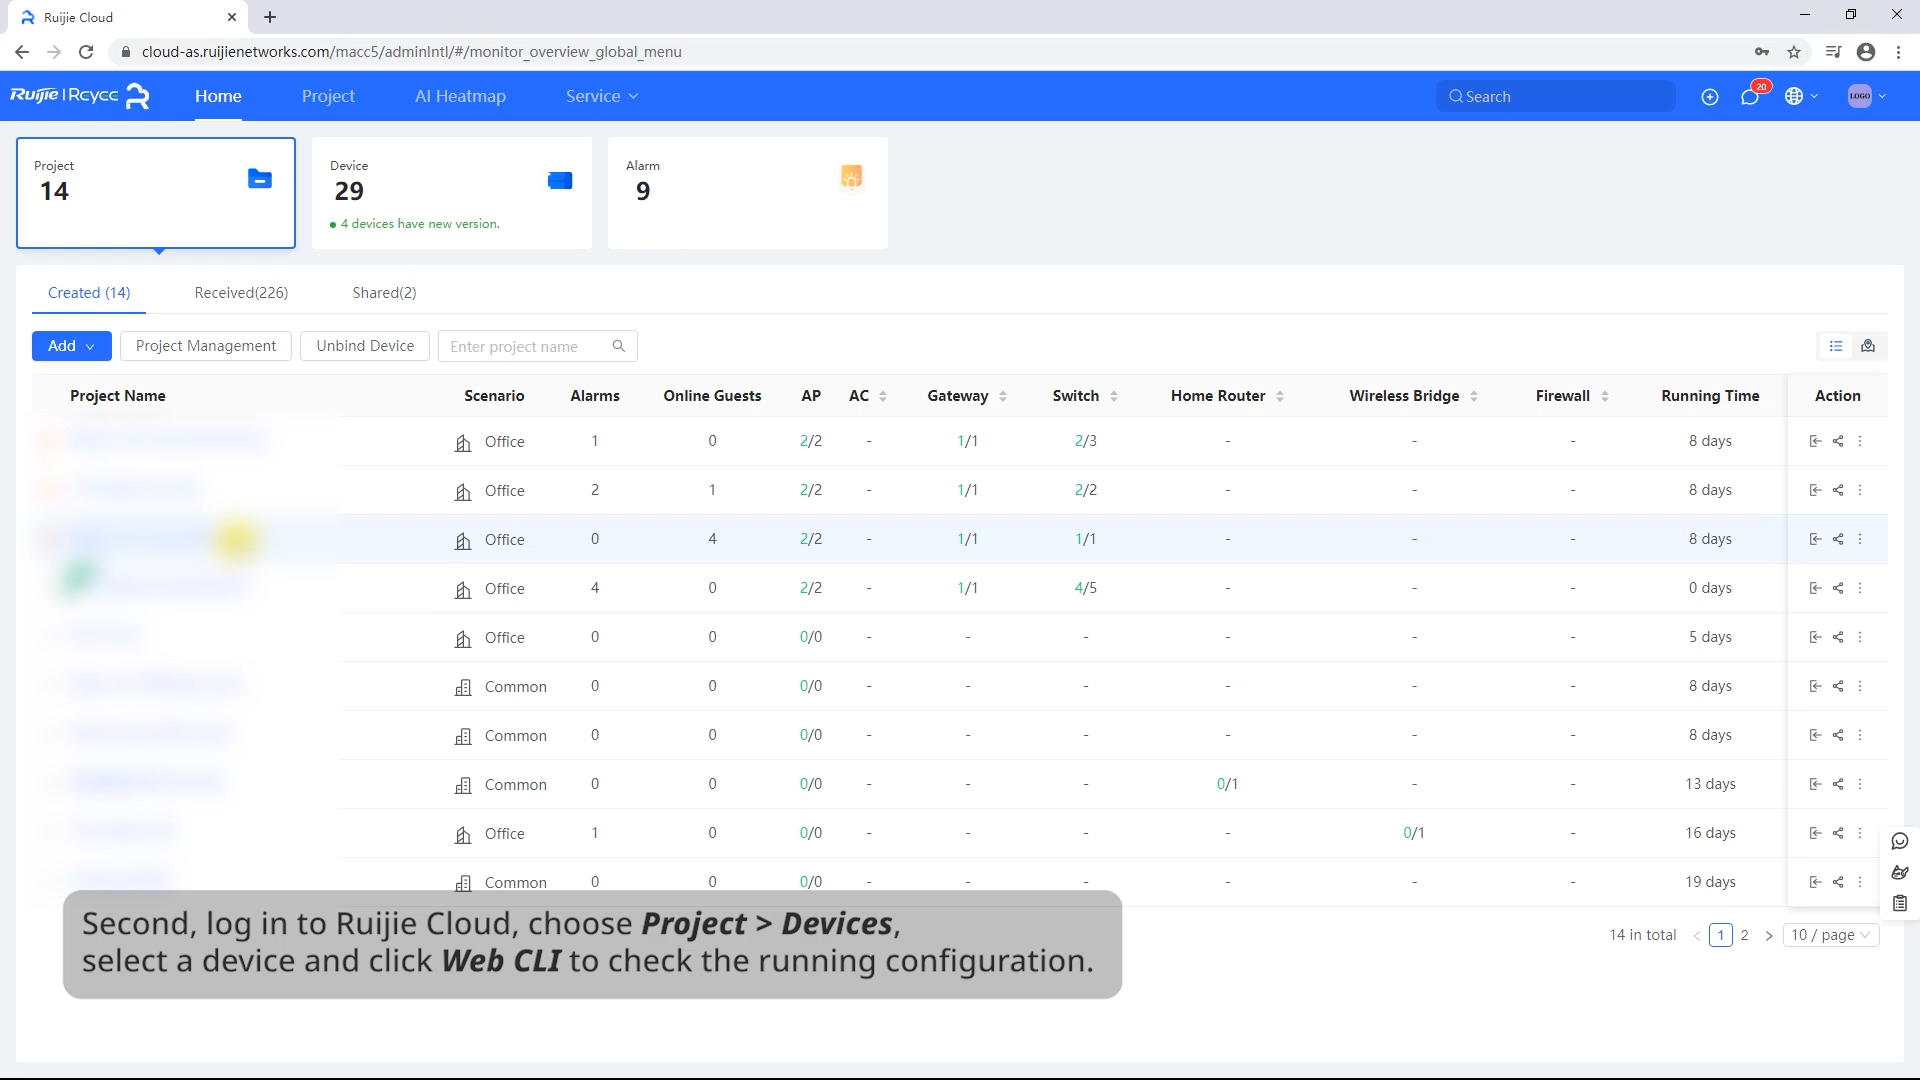 Ruijie Cloud
cloud-as.ruijienetworks.com/macc5/adminIntl/#/monitor_overview_global_menu
Ruijie | Rcycc Home Project AI Heatmap Service Search 20 LOGO
Project
14
Device
29
4 devices have new version.
Alarm
9
Created (14) Received(226) Shared(2)
Add Project Management Unbind Device Enter project name
Project Name Scenario Alarms Online Guests AP AC Gateway Switch Home Router Wireless Bridge Firewall Running Time Action
Office 1 0 2/2 - 1/1 2/3 - - - 8 days
Office 2 1 2/2 - 1/1 2/2 - - - 8 days
Office 0 4 2/2 - 1/1 1/1 - - - 8 days
Office 4 0 2/2 - 1/1 4/5 - - - 0 days
Office 0 0 0/0 - - - - - - 5 days
Common 0 0 0/0 - - - - - - 8 days
Common 0 0 0/0 - - - - - - 8 days
Common 0 0 0/0 - - - 0/1 - - 13 days
Office 1 0 0/0 - - - - 0/1 - 16 days
Common 0 0 0/0 - - - - - - 19 days
Second, log in to Ruijie Cloud, choose Project > Devices,
select a device and click Web CLI to check the running configuration.
14 in total < 1 2 > 10 / page